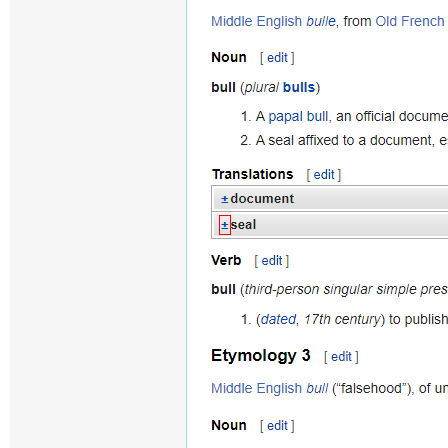 Middle English bulle, from Old French
Noun [ edit ]
bull (plural bulls)
1. A papal bull, an official docume
2. A seal affixed to a document, e
Translations [ edit ]
±document
±seal
Verb [ edit ]
bull (third-person singular simple pres
1. (dated, 17th century) to publish
Etymology 3 [ edit ]
Middle English bull (“falsehood”), of un
Noun [ edit ]